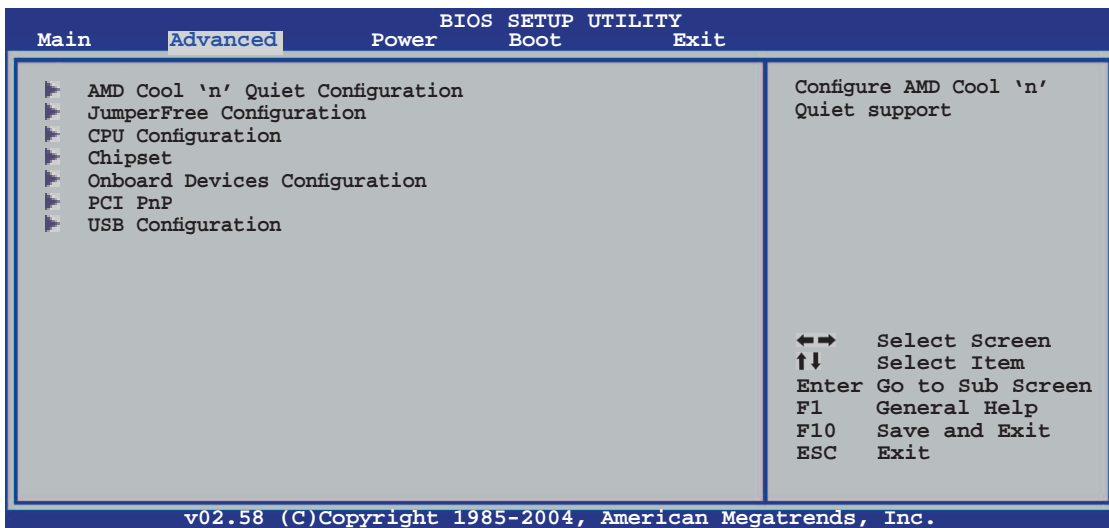 BIOS SETUP UTILITY
Main Advanced Power Boot Exit
AMD Cool ‘n’ Quiet Configuration
JumperFree Configuration
CPU Configuration
Chipset
Onboard Devices Configuration
PCI PnP
USB Configuration
Configure AMD Cool ‘n’
Quiet support
←→ Select Screen
↑↓ Select Item
Enter Go to Sub Screen
F1 General Help
F10 Save and Exit
ESC Exit
v02.58 (C)Copyright 1985-2004, American Megatrends, Inc.